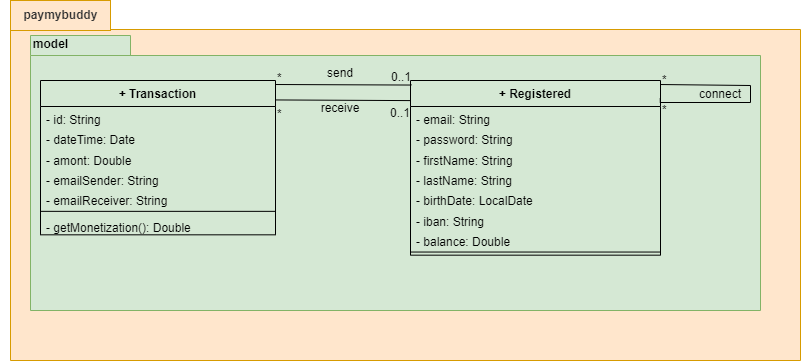 paymybuddy
model
* send 0..1
+ Transaction
+ Registered
*
connect
* receive 0..1
*
- id: String
- dateTime: Date
- amont: Double
- emailSender: String
- emailReceiver: String
- getMonetization(): Double
- email: String
- password: String
- firstName: String
- lastName: String
- birthDate: LocalDate
- iban: String
- balance: Double